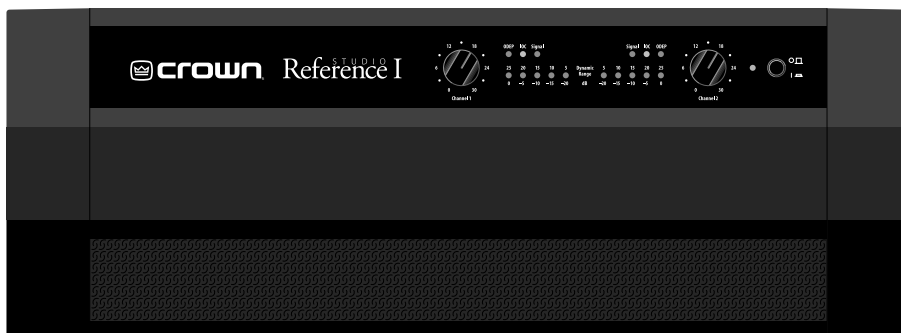 crown
STUDIO
Reference I
12 18
6 24
0 30
Channel 1
ODEP IOC Signal
25 20 15 10 5
0 -5 -10 -15 -20
Dynamic
Range
dB
Signal IOC ODEP
5 10 15 20 25
-20 -15 -10 -5 0
12 18
6 24
0 30
Channel 2